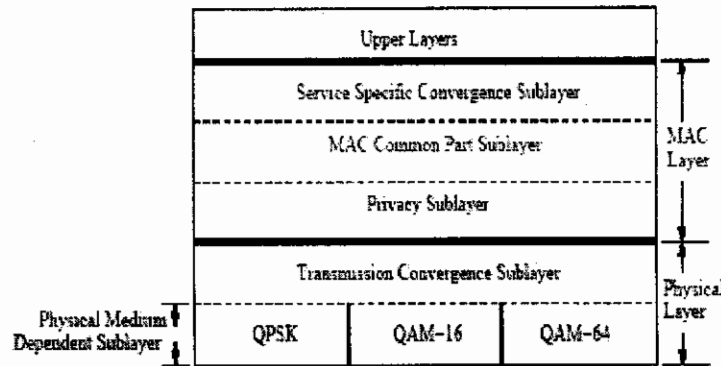 Upper Layers
Service Specific Convergence Sublayer
MAC Common Part Sublayer
MAC
Layer
Privacy Sublayer
Transmission Convergence Sublayer
Physical
Layer
Physical Medium
Dependent Sublayer
QPSK
QAM-16
QAM-64